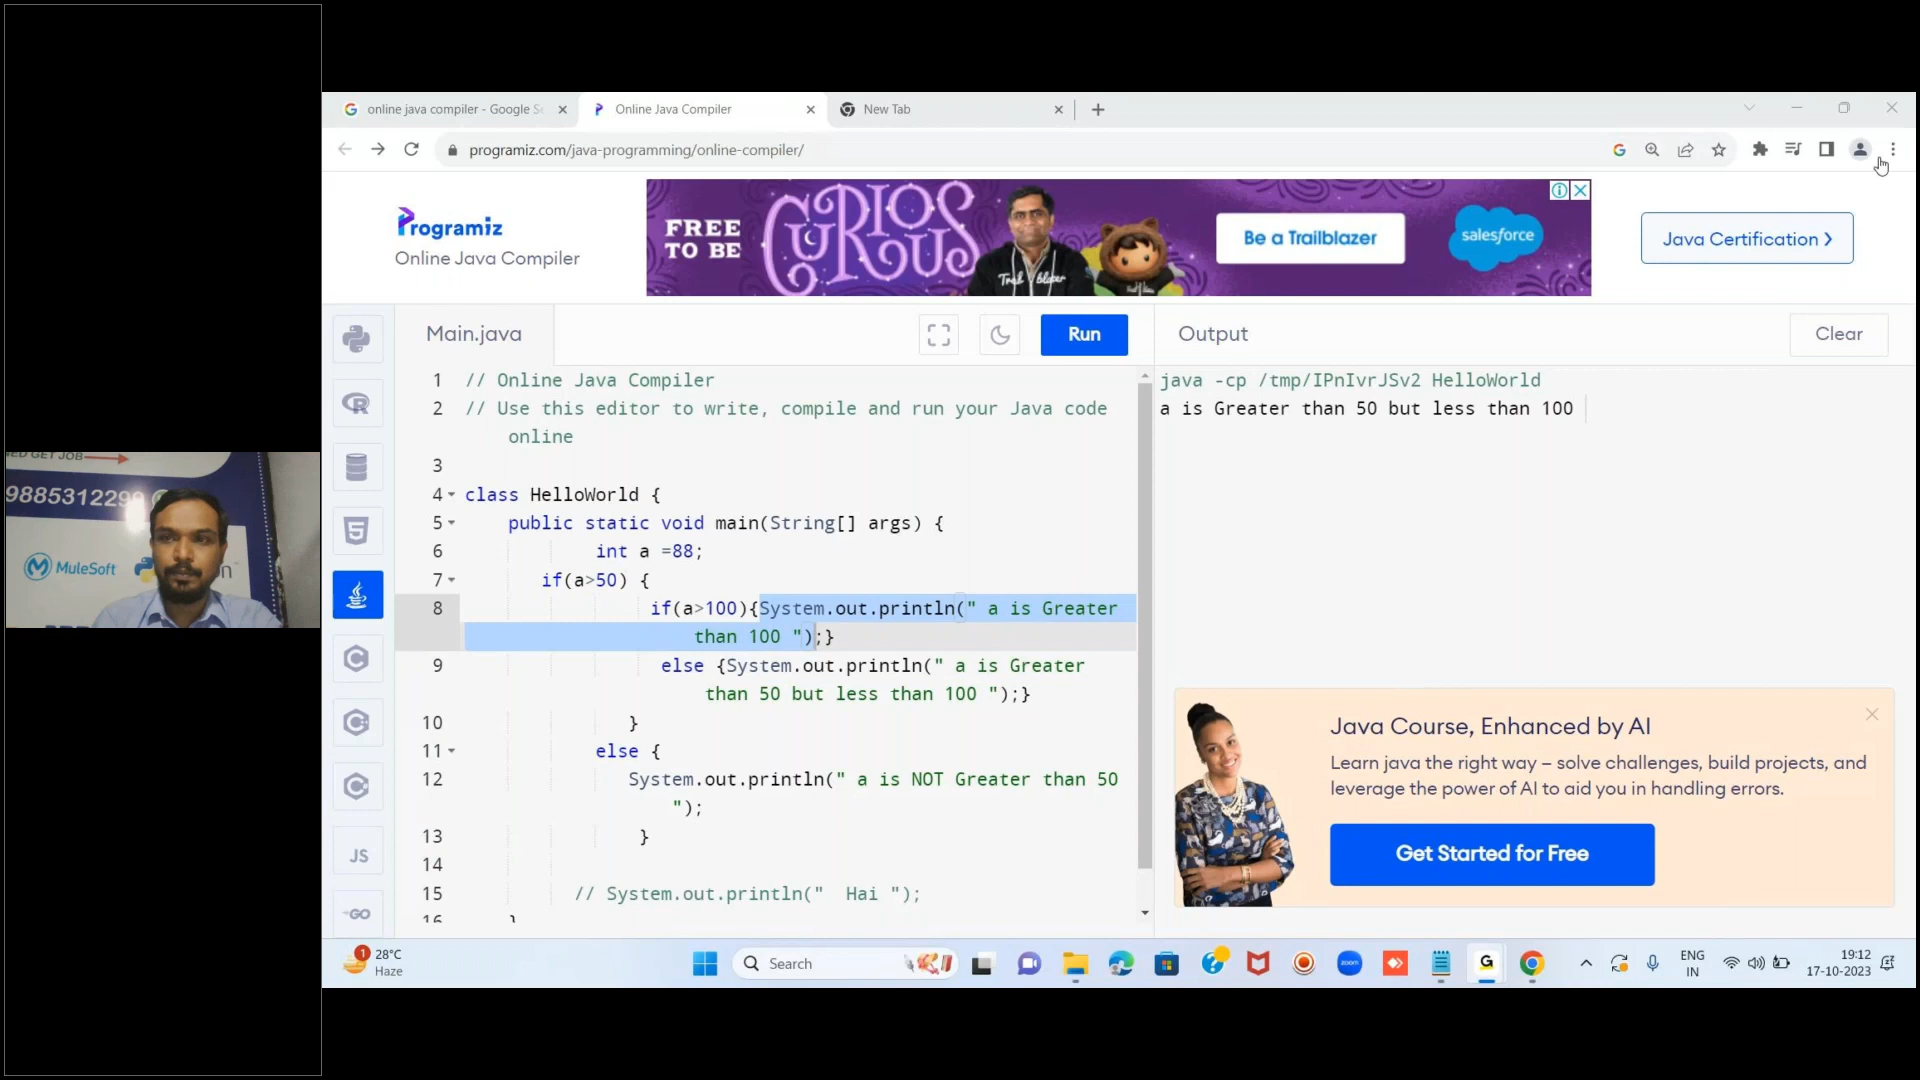 online java compiler - Google Se
Online Java Compiler
New Tab
programiz.com/java-programming/online-compiler/
Programiz
Online Java Compiler
FREE
TO BE
CURIOUS
Be a Trailblazer
salesforce
Java Certification
Main.java
Run
Output
Clear
1 // Online Java Compiler
2 // Use this editor to write, compile and run your Java code
online
3
4 class HelloWorld {
5 public static void main(String[] args) {
6 int a =88;
7 if(a>50) {
8 if(a>100){System.out.println(" a is Greater
than 100 ");}
9 else {System.out.println(" a is Greater
than 50 but less than 100 ");}
10 }
11 else {
12 System.out.println(" a is NOT Greater than 50
");
13 }
14
15 // System.out.println("  Hai ");
16 }
java -cp /tmp/IPnIvrJSv2 HelloWorld
a is Greater than 50 but less than 100
JS
GO
Java Course, Enhanced by AI
Learn java the right way – solve challenges, build projects, and
leverage the power of AI to aid you in handling errors.
Get Started for Free
GET JOB
MuleSoft
1
28°C
Haze
Search
zoom
G
ENG
IN
19:12
17-10-2023